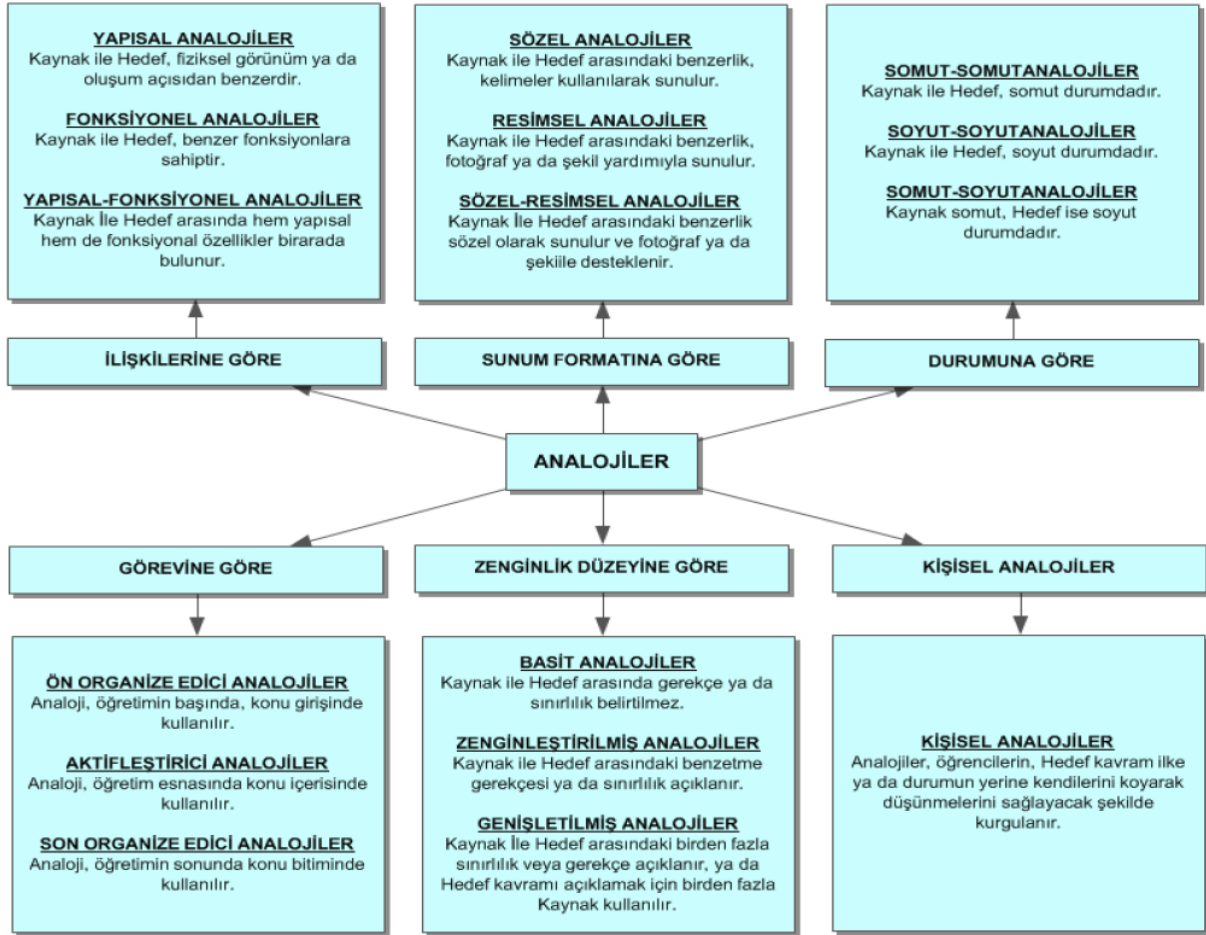 YAPISAL ANALOJİLER
Kaynak ile Hedef, fiziksel görünüm ya da
oluşum açısıdan benzerdir.
FONKSİYONEL ANALOJİLER
Kaynak ile Hedef, benzer fonksiyonlara
sahiptir.
YAPISAL-FONKSİYONEL ANALOJİLER
Kaynak İle Hedef arasında hem yapısal
hem de fonksiyonal özellikler birarada
bulunur.
SÖZEL ANALOJİLER
Kaynak ile Hedef arasındaki benzerlik,
kelimeler kullanılarak sunulur.
RESİMSEL ANALOJİLER
Kaynak ile Hedef arasındaki benzerlik,
fotoğraf ya da şekil yardımıyla sunulur.
SÖZEL-RESİMSEL ANALOJİLER
Kaynak İle Hedef arasındaki benzerlik
sözel olarak sunulur ve fotoğraf ya da
şekiile desteklenir.
SOMUT-SOMUTANALOJİLER
Kaynak ile Hedef, somut durumdadır.
SOYUT-SOYUTANALOJİLER
Kaynak ile Hedef, soyut durumdadır.
SOMUT-SOYUTANALOJİLER
Kaynak somut, Hedef ise soyut
durumdadır.
İLİŞKİLERİNE GÖRE
SUNUM FORMATINA GÖRE
DURUMUNA GÖRE
ANALOJİLER
GÖREVİNE GÖRE
ZENGİNLİK DÜZEYİNE GÖRE
KİŞİSEL ANALOJİLER
ÖN ORGANİZE EDİCİ ANALOJİLER
Analoji, öğretimin başında, konu girişinde
kullanılır.
AKTİFLEŞTİRİCİ ANALOJİLER
Analoji, öğretim esnasında konu içerisinde
kullanılır.
SON ORGANİZE EDİCİ ANALOJİLER
Analoji, öğretimin sonunda konu bitiminde
kullanılır.
BASİT ANALOJİLER
Kaynak ile Hedef arasında gerekçe ya da
sınırlılık belirtilmez.
ZENGİNLEŞTİRİLMİŞ ANALOJİLER
Kaynak ile Hedef arasındaki benzetme
gerekçesi ya da sınırlılık açıklanır.
GENİŞLETİLMİŞ ANALOJİLER
Kaynak İle Hedef arasındaki birden fazla
sınırlılık veya gerekçe açıklanır, ya da
Hedef kavramı açıklamak için birden fazla
Kaynak kullanılır.
KİŞİSEL ANALOJİLER
Analojiler, öğrencilerin, Hedef kavram ilke
ya da durumun yerine kendilerini koyarak
düşünmelerini sağlayacak şekilde
kurgulanır.